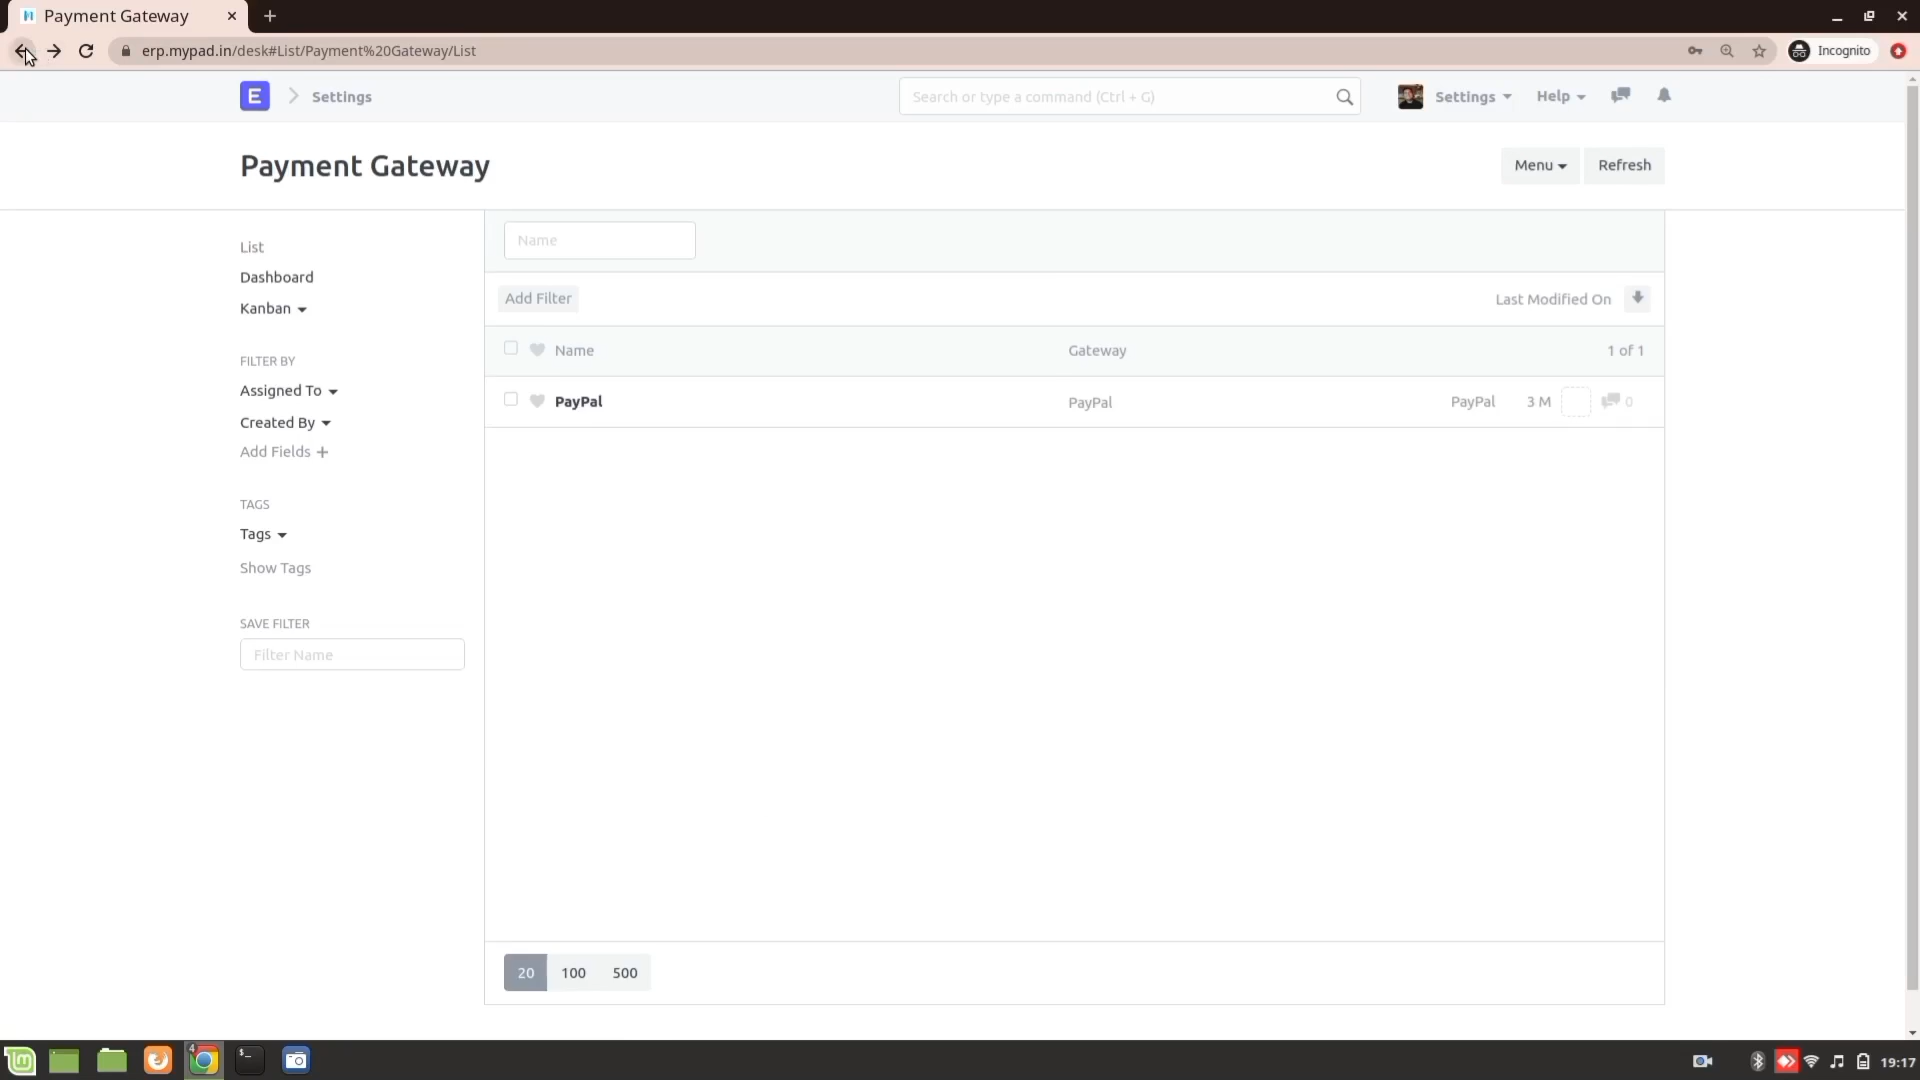 Payment Gateway
erp.mypad.in/desk#List/Payment%20Gateway/List
Incognito
E
Settings
Search or type a command (Ctrl + G)
Settings
Help
Payment Gateway
Menu
Refresh
List
Dashboard
Kanban
FILTER BY
Assigned To
Created By
Add Fields +
TAGS
Tags
Show Tags
SAVE FILTER
Filter Name
Name
Add Filter
Last Modified On
Name
Gateway
1 of 1
PayPal
PayPal
PayPal
3 M
0
20
100
500
4
19:17